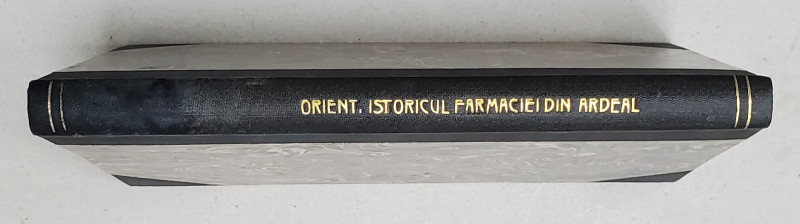 ORIENT. ISTORICUL FARMACIEI DIN ARDEAL